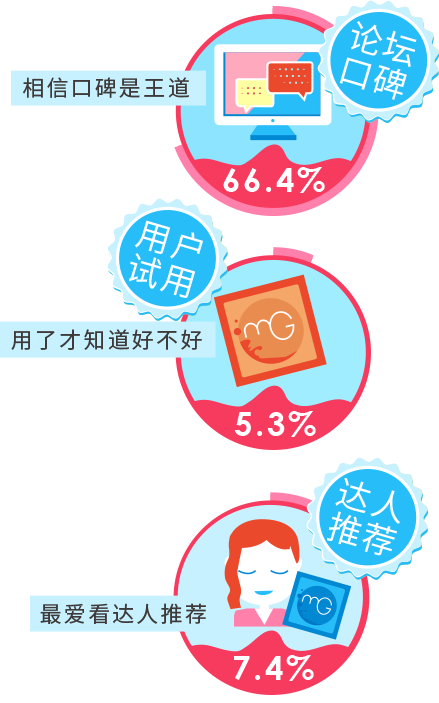 论坛
口碑
相信口碑是王道
66.4%
用户
试用
用了才知道好不好
mG
5.3%
达人
推荐
最爱看达人推荐
mG
7.4%